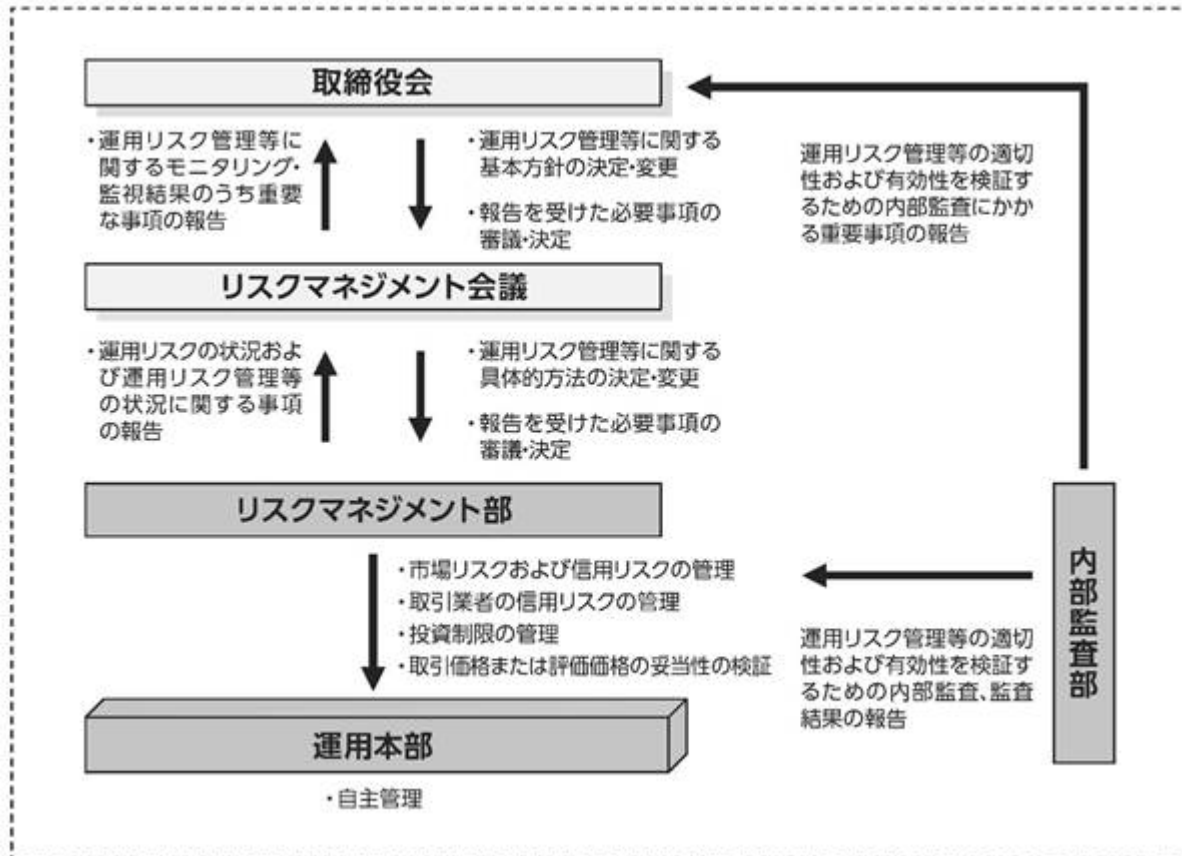 取締役会
・運用リスク管理等に
関するモニタリング・
監視結果のうち重要
な事項の報告
・運用リスク管理等に関する
基本方針の決定・変更
・報告を受けた必要事項の
審議・決定
運用リスク管理等の適切
性および有効性を検証す
るための内部監査にかか
る重要事項の報告
リスクマネジメント会議
・運用リスクの状況およ
び運用リスク管理等
の状況に関する事項
の報告
・運用リスク管理等に関する
具体的方法の決定・変更
・報告を受けた必要事項の
審議・決定
リスクマネジメント部
・市場リスクおよび信用リスクの管理
・取引業者の信用リスクの管理
・投資制限の管理
・取引価格または評価価格の妥当性の検証
運用リスク管理等の適切
性および有効性を検証す
るための内部監査、監査
結果の報告
内部監査部
運用本部
・自主管理